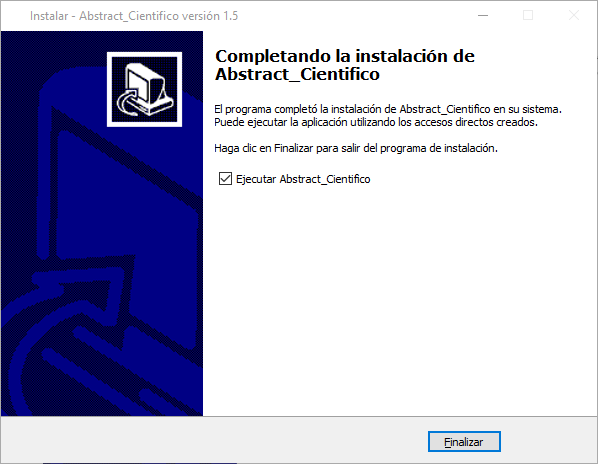 Instalar - Abstract_Cientifico versión 1.5
Completando la instalación de
Abstract_Cientifico
El programa completó la instalación de Abstract_Cientifico en su sistema.
Puede ejecutar la aplicación utilizando los accesos directos creados.
Haga clic en Finalizar para salir del programa de instalación.
Ejecutar Abstract_Cientifico
Finalizar